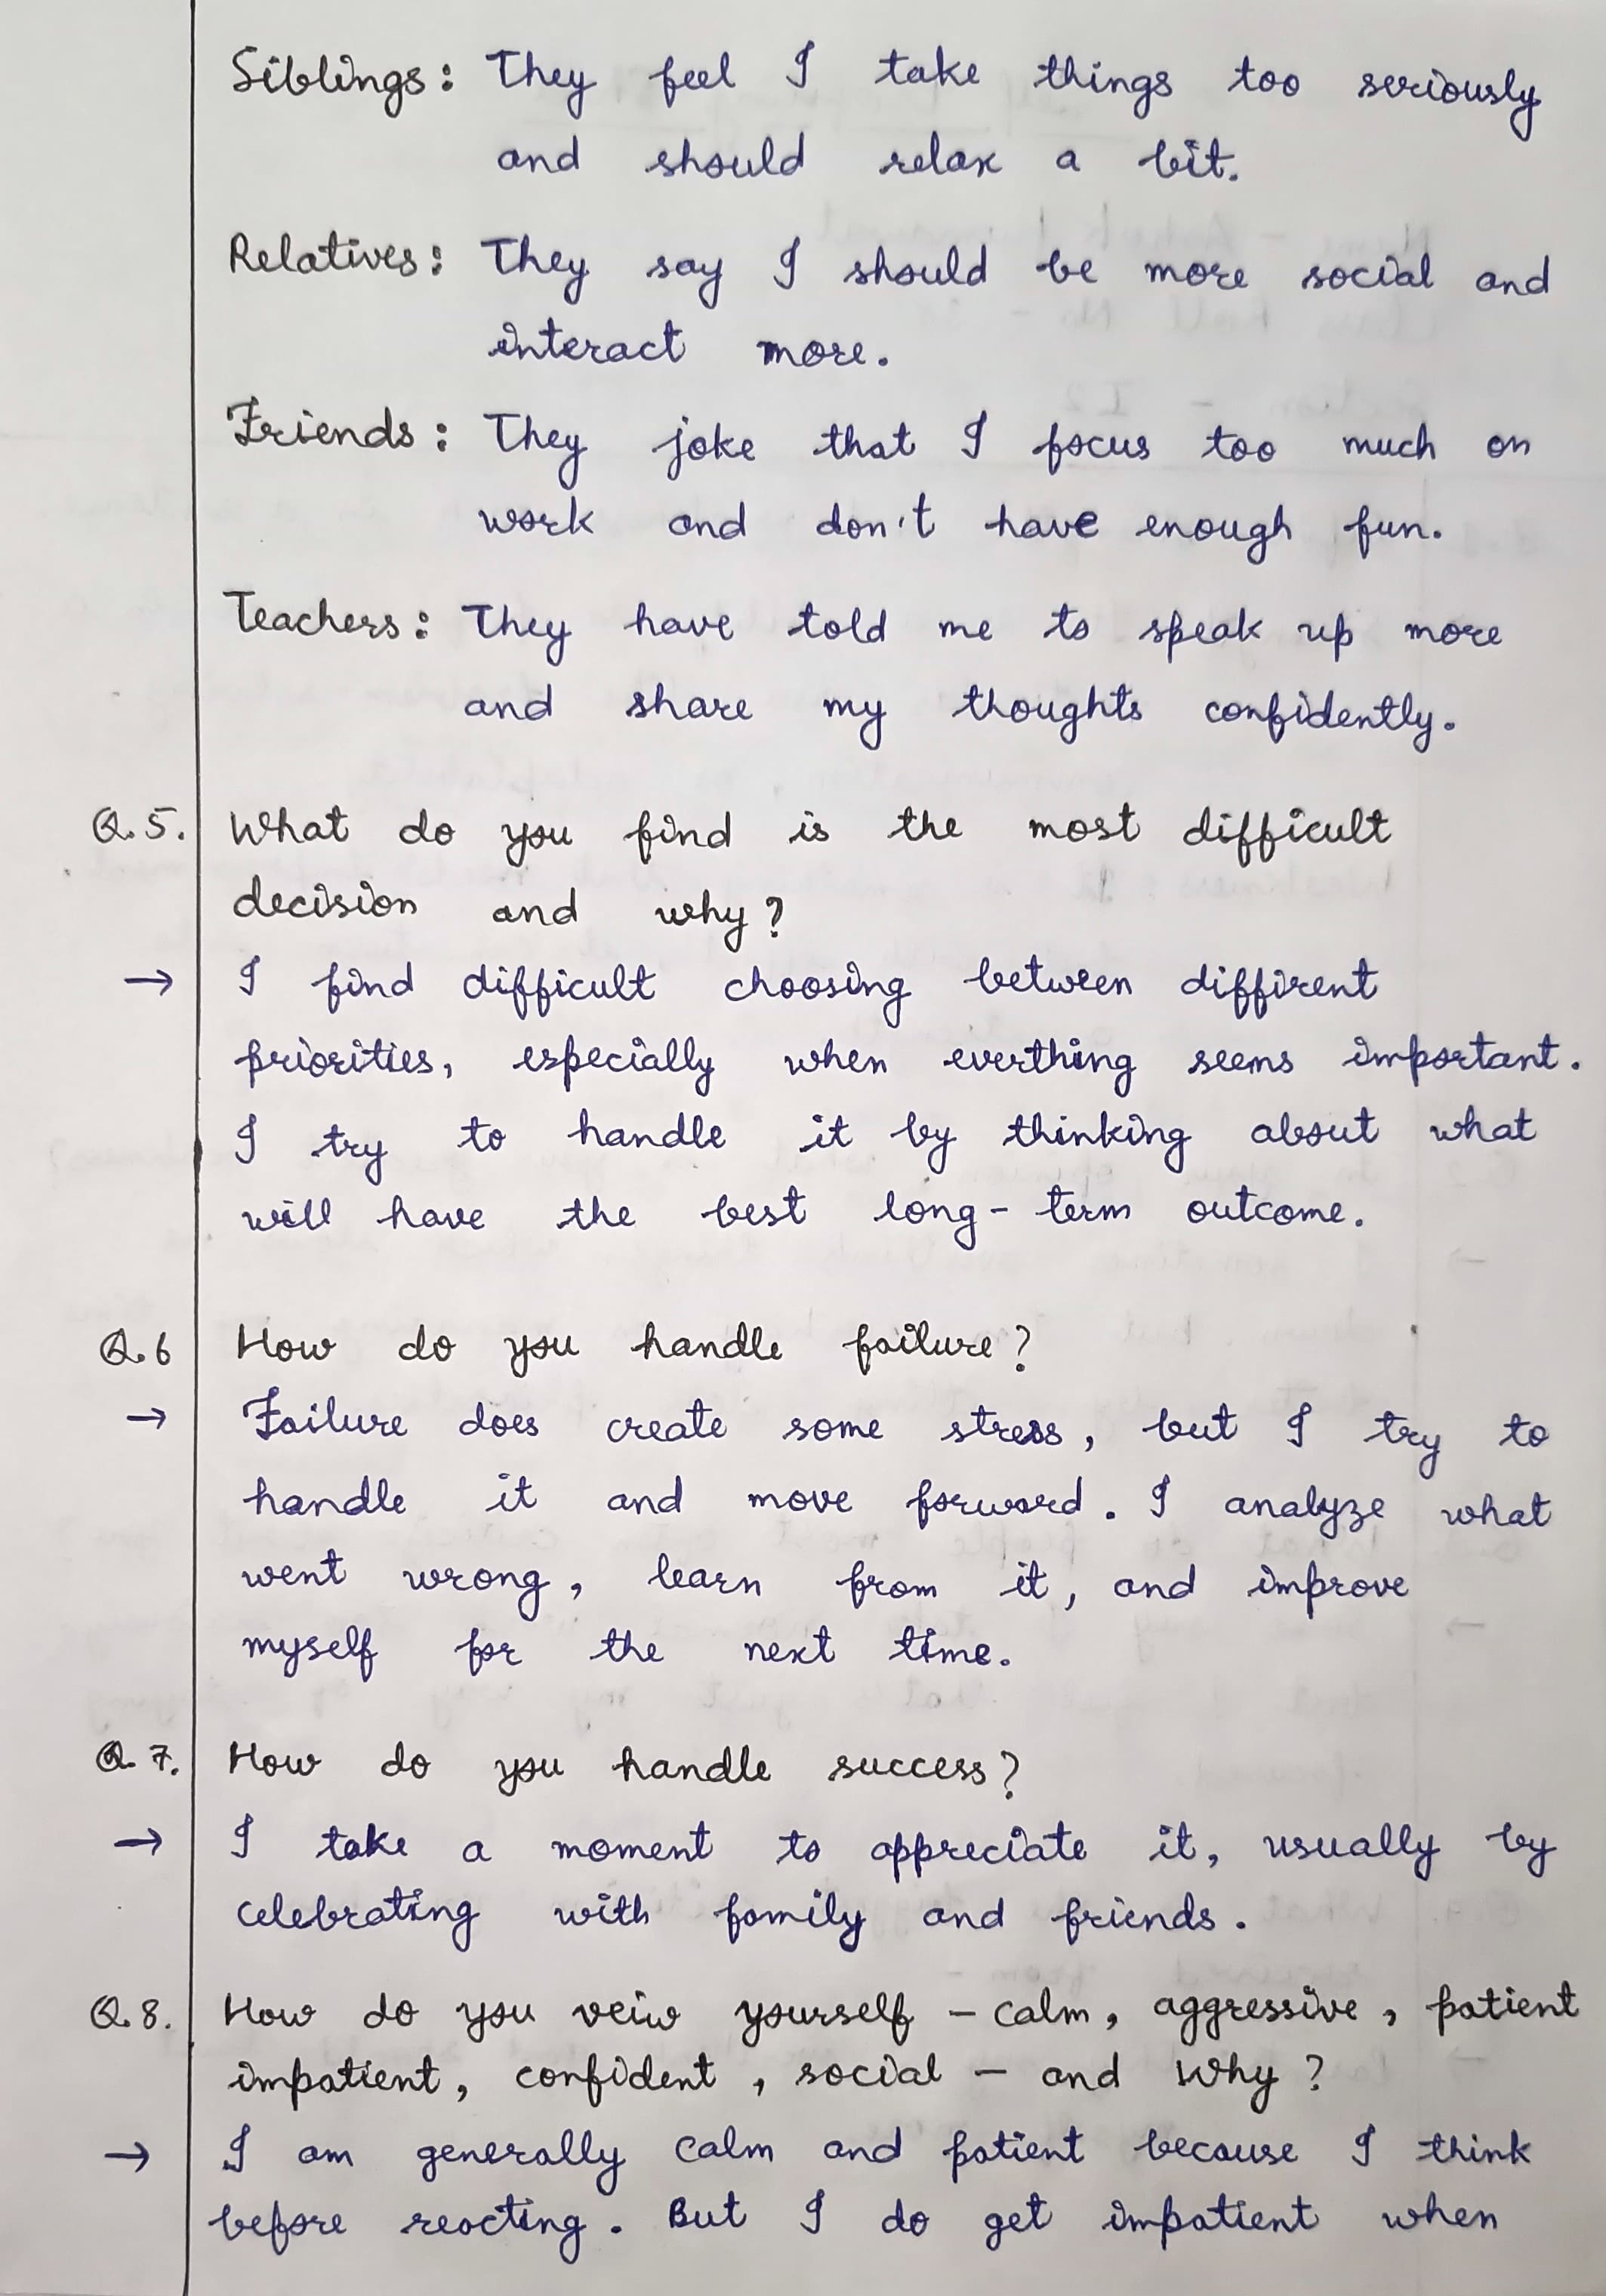 Siblings: They feel I take things too seriously
and should relax a bit.
Relatives: They say I should be more social and
interact more.
Friends: They joke that I focus too much on
work and don't have enough fun.
Teachers: They have told me to speak up more
and share my thoughts confidently.
Q.5. What do you find is the most difficult
decision and why?
→ I find difficult choosing between diffirent
priorities, especially when everthing seems important.
I try to handle it by thinking about what
will have the best long-term outcome.
Q.6 How do you handle failure?
→ Failure does create some stress, but I try to
handle it and move forward. I analyze what
went wrong, learn from it, and improve
myself for the next time.
Q.7. How do you handle success?
→ I take a moment to appreciate it, usually by
celebrating with family and friends.
Q.8. How do you veiw yourself - calm, aggressive, patient
impatient, confident, social - and why?
→ I am generally calm and patient because I think
before reacting. But I do get impatient when